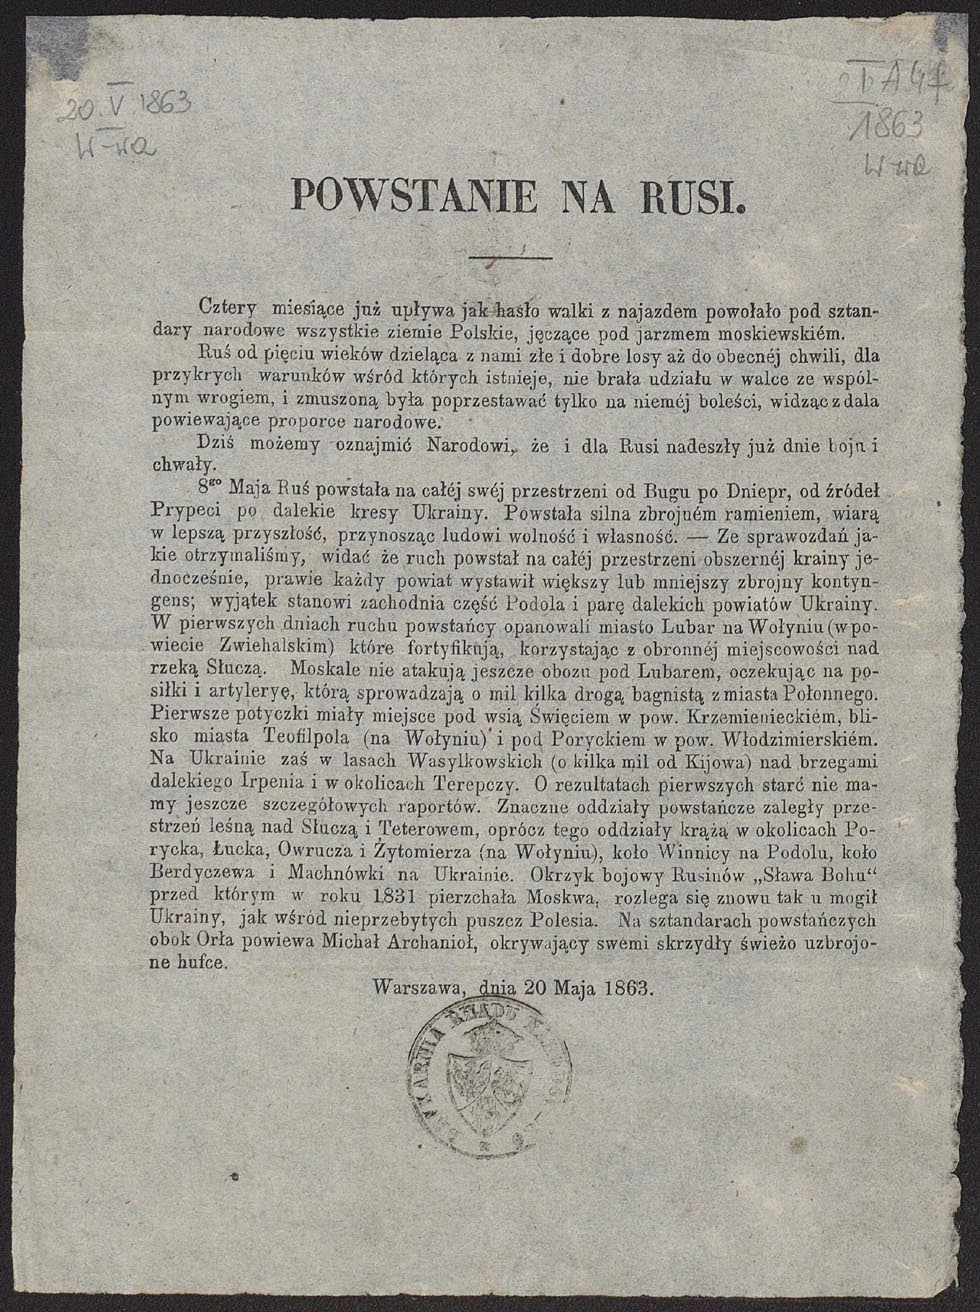 20. V 1863
W-wa
1863
W-wa
POWSTANIE NA RUSI.
Cztery miesiące już upływa jak hasło walki z najazdem powołało pod sztan-
dary narodowe wszystkie ziemie Polskie, jęczące pod jarzmem moskiewskiém.
Ruś od pięciu wieków dzieląca z nami złe i dobre losy aż do obecnéj chwili, dla
przykrych warunków wśród których istnieje, nie brała udziału w walce ze wspól-
nym wrogiem, i zmuszoną była poprzestawać tylko na nieméj boleści, widząc z dala
powiewające proporce narodowe.
Dziś możemy oznajmić Narodowi, że i dla Rusi nadeszły już dnie boju i
chwały.
8go Maja Ruś powstała na całéj swéj przestrzeni od Bugu po Dniepr, od źródeł
Prypeci po dalekie kresy Ukrainy. Powstała silna zbrojném ramieniem, wiarą
w lepszą przyszłość, przynosząc ludowi wolność i własność. — Ze sprawozdań ja-
kie otrzymaliśmy, widać że ruch powstał na całéj przestrzeni obszernéj krainy je-
dnocześnie, prawie każdy powiat wystawił większy lub mniejszy zbrojny kontyn-
gens; wyjątek stanowi zachodnia część Podola i parę dalekich powiatów Ukrainy.
W pierwszych dniach ruchu powstańcy opanowali miasto Lubar na Wołyniu (w po-
wiecie Zwiehalskim) które fortyfikują, korzystając z obronnéj miejscowości nad
rzeką Słuczą. Moskale nie atakują jeszcze obozu pod Lubarem, oczekując na po-
siłki i artyleryę, którą sprowadzają o mil kilka drogą bagnistą z miasta Połonnego.
Pierwsze potyczki miały miejsce pod wsią Święciem w pow. Krzemienieckiém, bli-
sko miasta Teofilpola (na Wołyniu) i pod Poryckiem w pow. Włodzimierskiém.
Na Ukrainie zaś w lasach Wasylkowskich (o kilka mil od Kijowa) nad brzegami
dalekiego Irpenia i w okolicach Terepczy. O rezultatach pierwszych starć nie ma-
my jeszcze szczegółowych raportów. Znaczne oddziały powstańcze zaległy prze-
strzeń leśną nad Słuczą i Teterowem, oprócz tego oddziały krążą w okolicach Po-
rycka, Łucka, Owrucza i Żytomierza (na Wołyniu), koło Winnicy na Podolu, koło
Berdyczewa i Machnówki na Ukrainie. Okrzyk bojowy Rusinów „Sława Bohu“
przed którym w roku 1831 pierzchała Moskwa, rozlega się znowu tak u mogił
Ukrainy, jak wśród nieprzebytych puszcz Polesia. Na sztandarach powstańczych
obok Orła powiewa Michał Archanioł, okrywający swemi skrzydły świeżo uzbrojo-
ne hufce.
Warszawa, dnia 20 Maja 1863.
DRUKARNIA RZĄDU